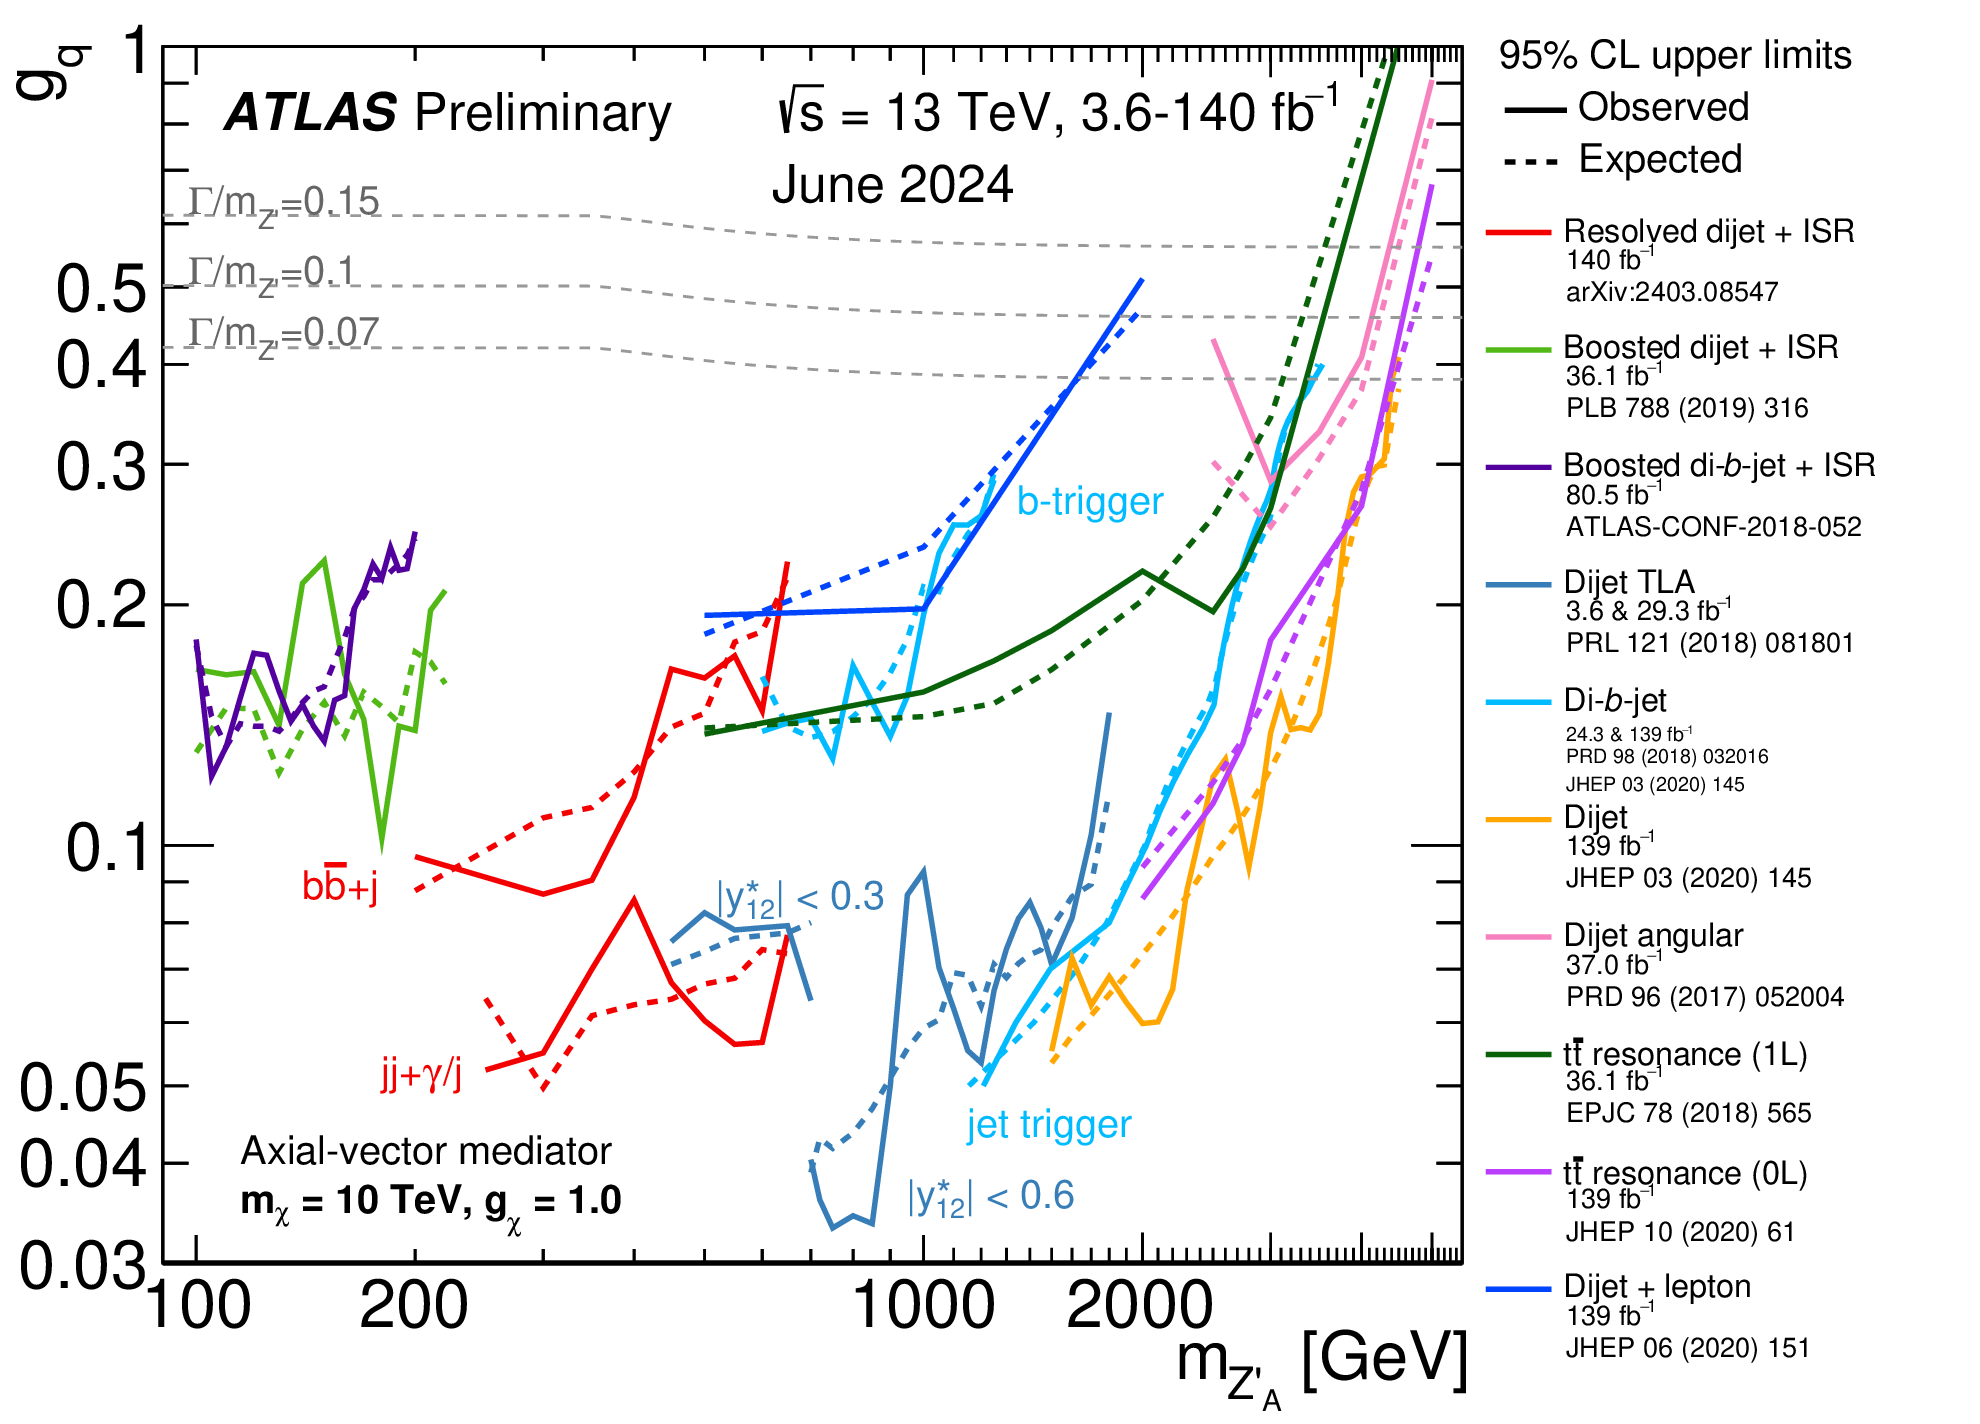 g_q
1
0.5
0.4
0.3
0.2
0.1
0.05
0.04
0.03
ATLAS Preliminary
√s = 13 TeV, 3.6-140 fb⁻¹
June 2024
Γ/m_Z'=0.15
Γ/m_Z'=0.1
Γ/m_Z'=0.07
b-trigger
bb̄+j
|y*₁₂| < 0.3
jj+γ/j
jet trigger
|y*₁₂| < 0.6
Axial-vector mediator
m_χ = 10 TeV, g_χ = 1.0
100 200 1000 2000
m_Z'_A [GeV]
95% CL upper limits
Observed
Expected
Resolved dijet + ISR
140 fb⁻¹
arXiv:2403.08547
Boosted dijet + ISR
36.1 fb⁻¹
PLB 788 (2019) 316
Boosted di-b-jet + ISR
80.5 fb⁻¹
ATLAS-CONF-2018-052
Dijet TLA
3.6 & 29.3 fb⁻¹
PRL 121 (2018) 081801
Di-b-jet
24.3 & 139 fb⁻¹
PRD 98 (2018) 032016
JHEP 03 (2020) 145
Dijet
139 fb⁻¹
JHEP 03 (2020) 145
Dijet angular
37.0 fb⁻¹
PRD 96 (2017) 052004
tt̄ resonance (1L)
36.1 fb⁻¹
EPJC 78 (2018) 565
tt̄ resonance (0L)
139 fb⁻¹
JHEP 10 (2020) 61
Dijet + lepton
139 fb⁻¹
JHEP 06 (2020) 151